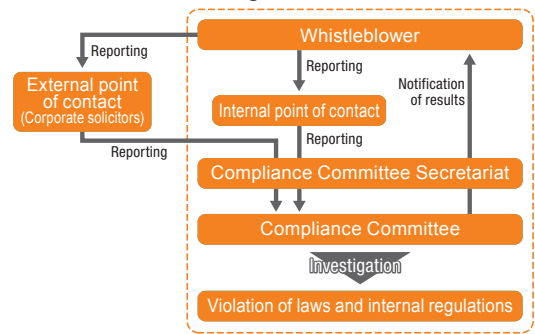 Whistleblower
Reporting
Reporting
Notification
of results
External point
of contact
(Corporate solicitors)
Internal point of contact
Reporting
Reporting
Compliance Committee Secretariat
Compliance Committee
Investigation
Violation of laws and internal regulations